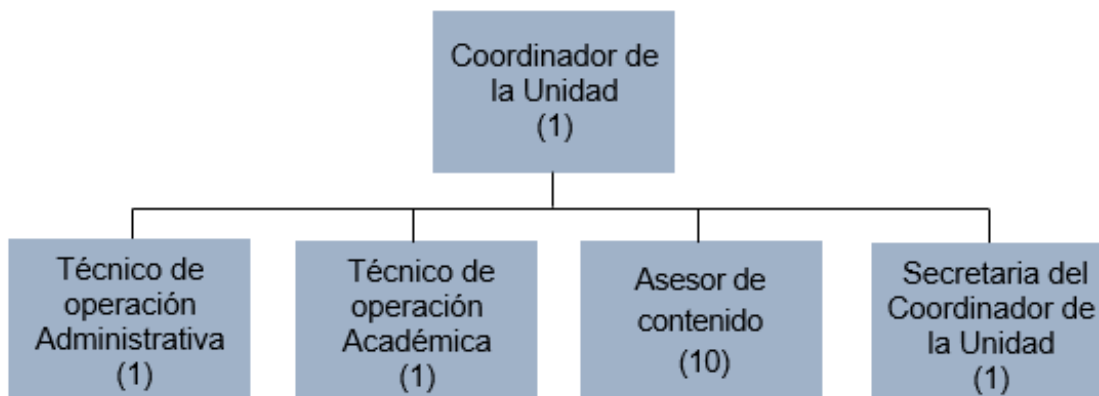 Coordinador de
la Unidad
(1)
Técnico de
operación
Administrativa
(1)
Técnico de
operación
Académica
(1)
Asesor de
contenido
(10)
Secretaria del
Coordinador de
la Unidad
(1)